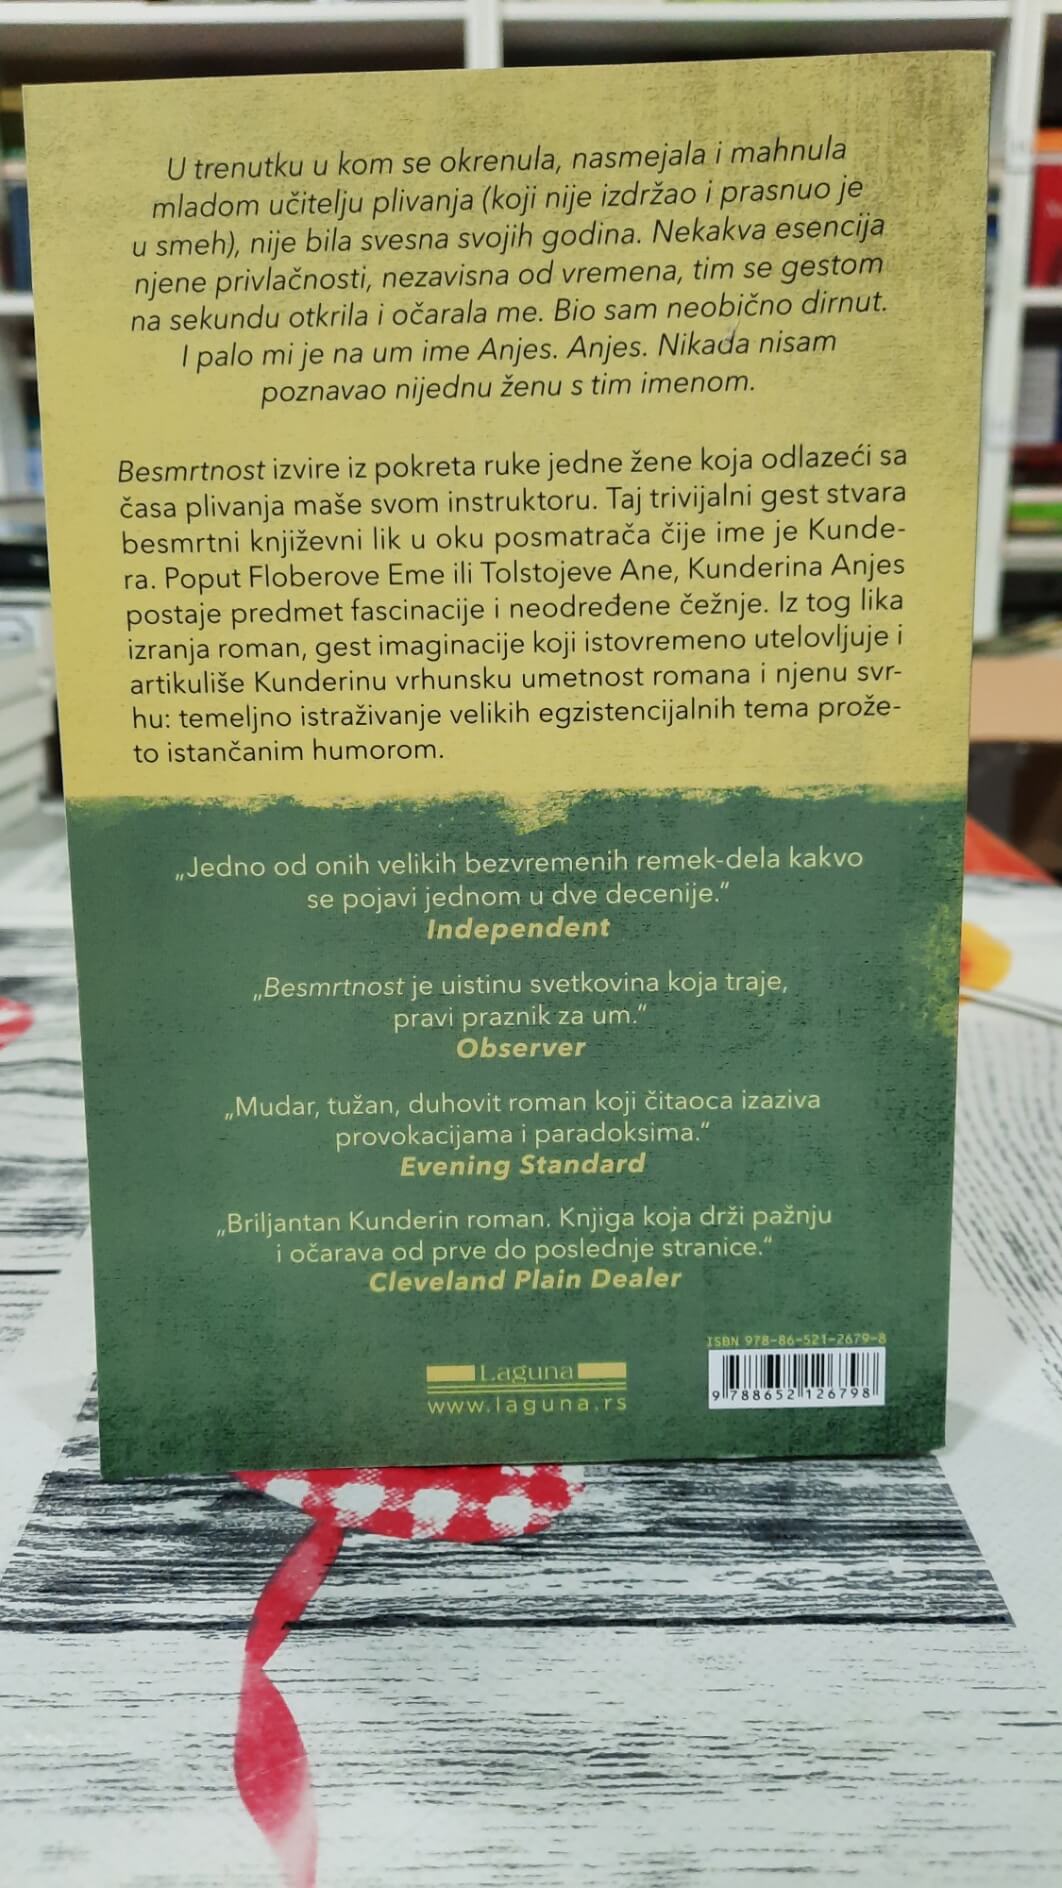 U trenutku u kom se okrenula, nasmejala i mahnula
mladom učitelju plivanja (koji nije izdržao i prasnuo je
u smeh), nije bila svesna svojih godina. Nekakva esencija
njene privlačnosti, nezavisna od vremena, tim se gestom
na sekundu otkrila i očarala me. Bio sam neobično dirnut.
I palo mi je na um ime Anjes. Anjes. Nikada nisam
poznavao nijednu ženu s tim imenom.
Besmrtnost izvire iz pokreta ruke jedne žene koja odlazeći sa
časa plivanja maše svom instruktoru. Taj trivijalni gest stvara
besmrtni književni lik u oku posmatrača čije ime je Kunde-
ra. Poput Floberove Eme ili Tolstojeve Ane, Kunderina Anjes
postaje predmet fascinacije i neodređene čežnje. Iz tog lika
izranja roman, gest imaginacije koji istovremeno utelovljuje i
artikuliše Kunderinu vrhunsku umetnost romana i njenu svr-
hu: temeljno istraživanje velikih egzistencijalnih tema prože-
to istančanim humorom.
„Jedno od onih velikih bezvremenih remek-dela kakvo
se pojavi jednom u dve decenije.“
Independent
„Besmrtnost je uistinu svetkovina koja traje,
pravi praznik za um.“
Observer
„Mudar, tužan, duhovit roman koji čitaoca izaziva
provokacijama i paradoksima.“
Evening Standard
„Briljantan Kunderin roman. Knjiga koja drži pažnju
i očarava od prve do poslednje stranice.“
Cleveland Plain Dealer
ISBN 978-86-521-2679-8
Laguna
www.laguna.rs
9 788652 126798